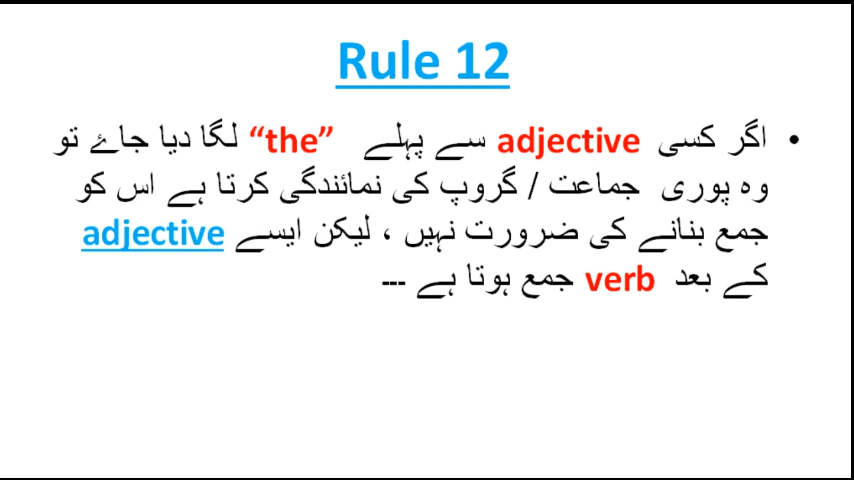 Rule 12
• اگر کسی adjective سے پہلے “the” لگا دیا جاۓ تو
وہ پوری جماعت / گروپ کی نمائندگی کرتا ہے اس کو
جمع بنانے کی ضرورت نہیں ، لیکن ایسے adjective
کے بعد verb جمع ہوتا ہے ---